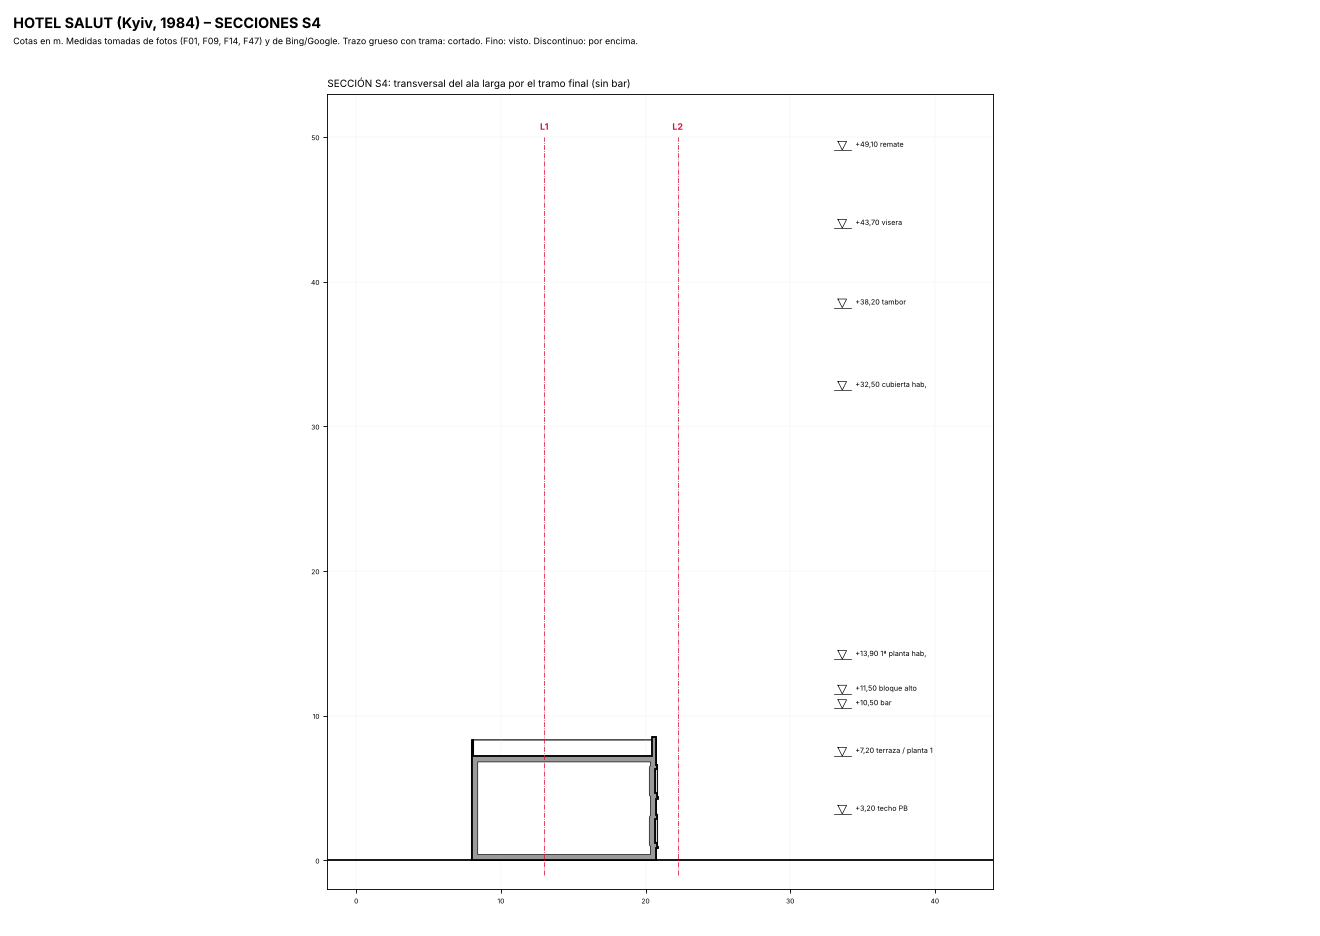 HOTEL SALUT (Kyiv, 1984) – SECCIONES S4
Cotas en m. Medidas tomadas de fotos (F01, F09, F14, F47) y de Bing/Google. Trazo grueso con trama: cortado. Fino: visto. Discontinuo: por encima.
SECCIÓN S4: transversal del ala larga por el tramo final (sin bar)
L1
L2
50
+49,10 remate
+43,70 visera
40
+38,20 tambor
+32,50 cubierta hab,
30
20
+13,90 1ª planta hab,
+11,50 bloque alto
+10,50 bar
10
+7,20 terraza / planta 1
+3,20 techo PB
0
0
10
20
30
40